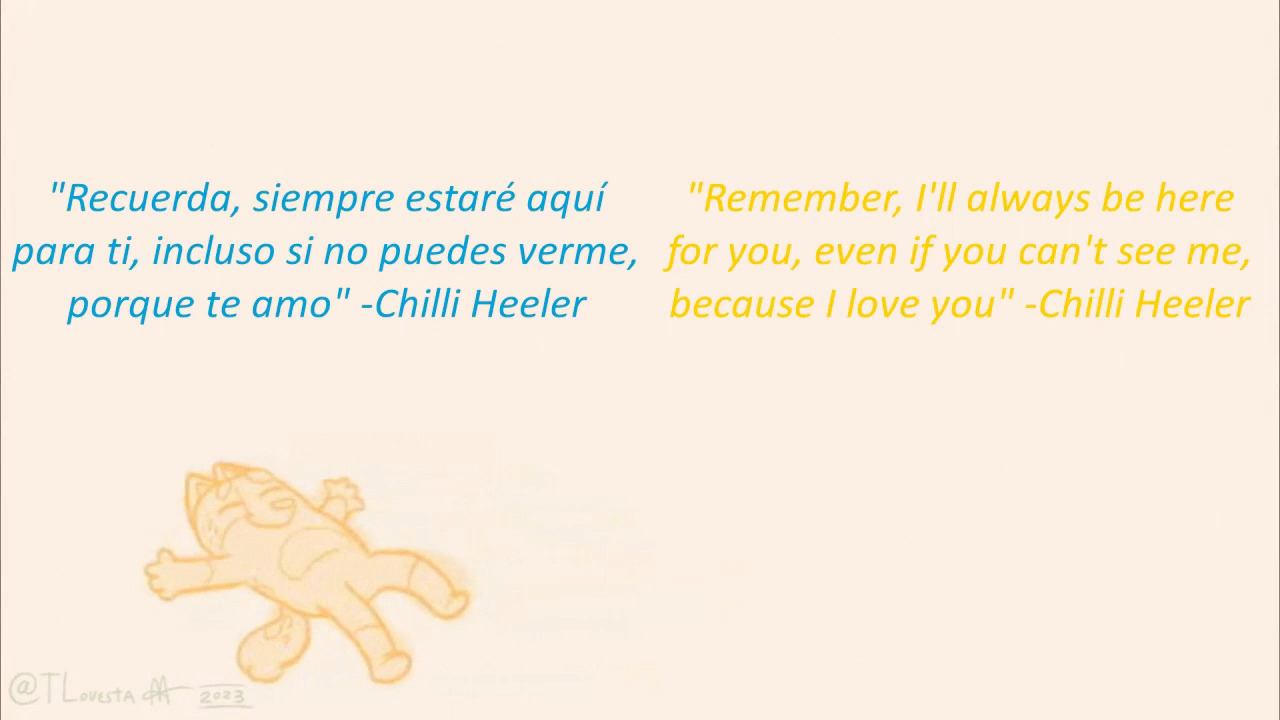 "Recuerda, siempre estaré aquí
para ti, incluso si no puedes verme,
porque te amo" -Chilli Heeler
"Remember, I'll always be here
for you, even if you can't see me,
because I love you" -Chilli Heeler
@TLovesta 2023